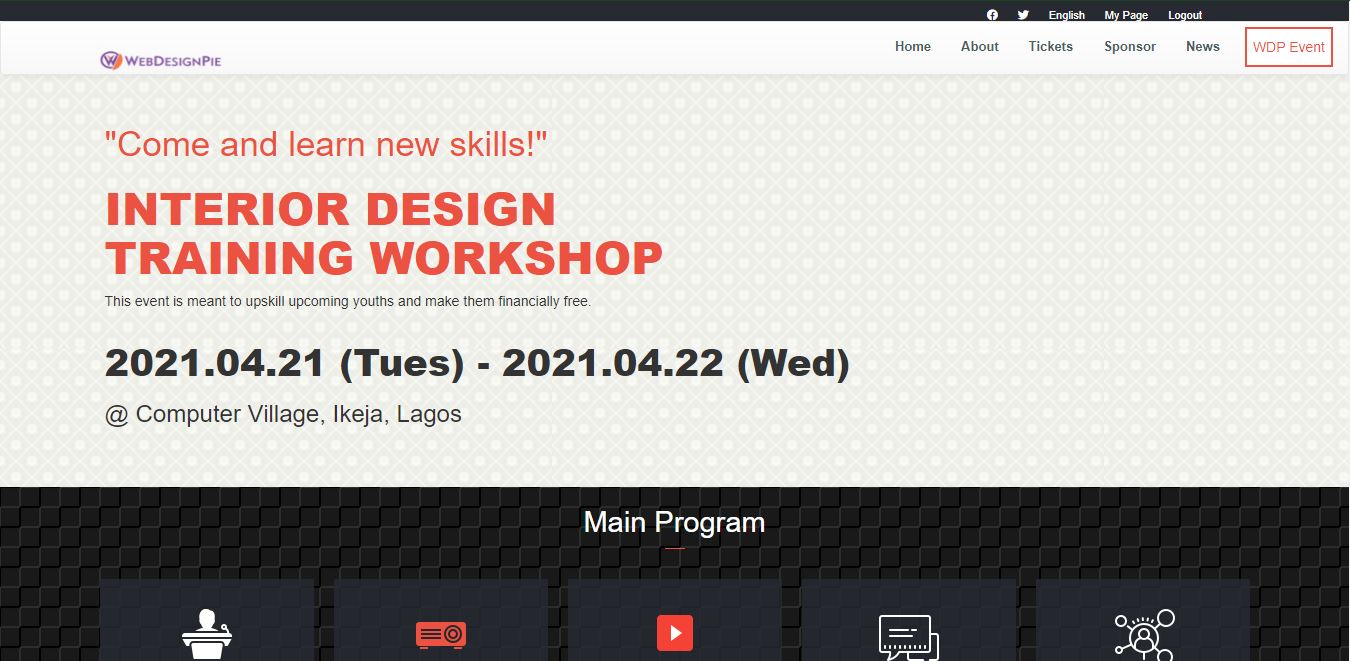 English My Page Logout
WEBDESIGNPIE
Home About Tickets Sponsor News WDP Event
"Come and learn new skills!"
INTERIOR DESIGN
TRAINING WORKSHOP
This event is meant to upskill upcoming youths and make them financially free.
2021.04.21 (Tues) - 2021.04.22 (Wed)
@ Computer Village, Ikeja, Lagos
Main Program